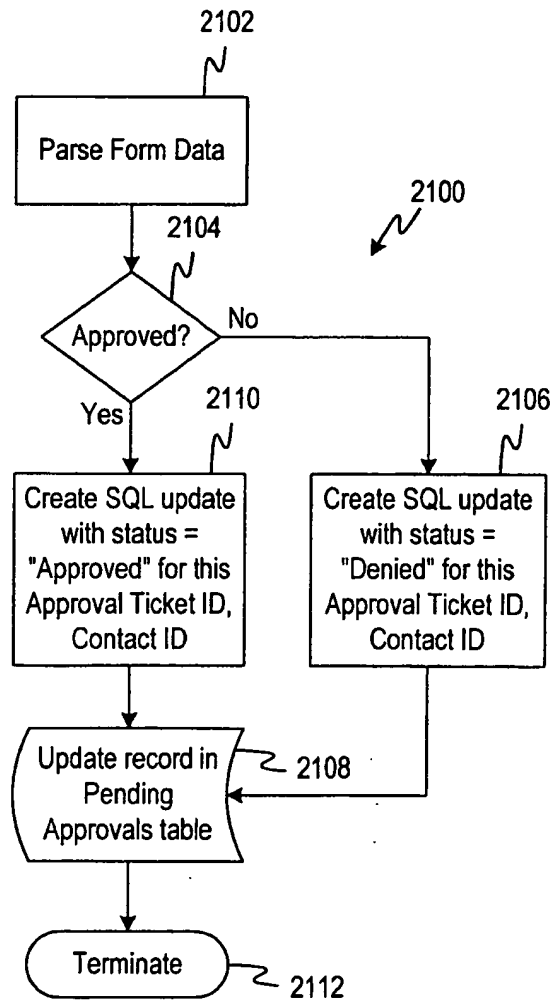 2102
Parse Form Data
2100
2104
Approved?
No
Yes
2110
2106
Create SQL update
with status =
"Approved" for this
Approval Ticket ID,
Contact ID
Create SQL update
with status =
"Denied" for this
Approval Ticket ID,
Contact ID
Update record in
Pending
Approvals table
2108
Terminate
2112